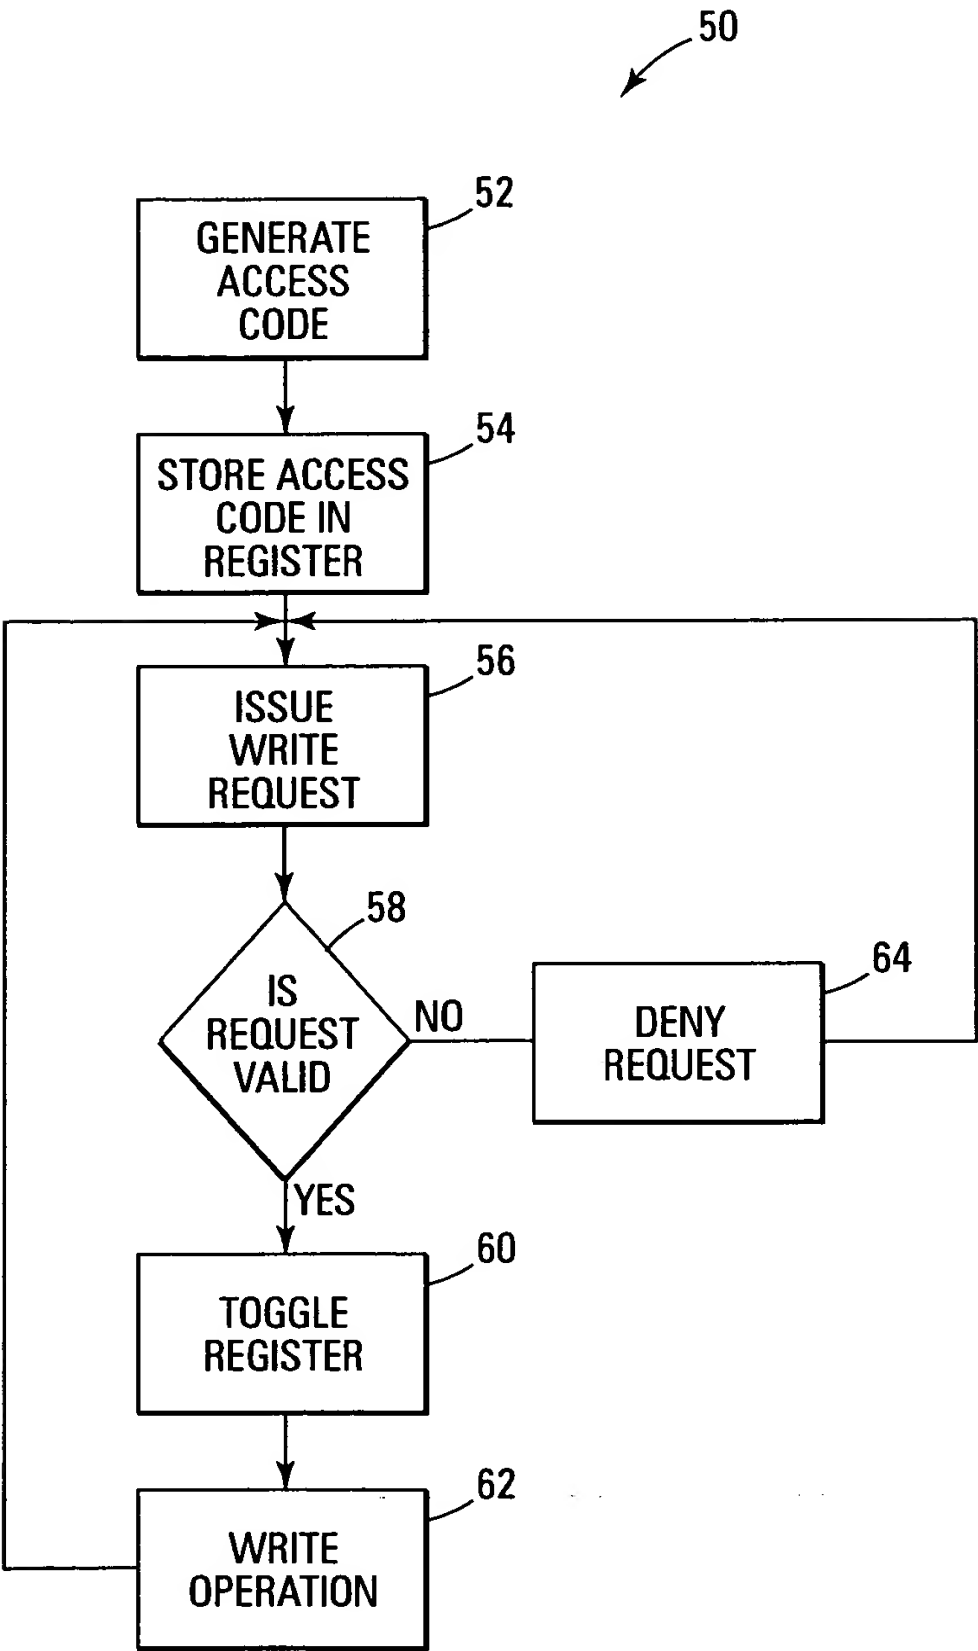 50
52
GENERATE
ACCESS
CODE
54
STORE ACCESS
CODE IN
REGISTER
56
ISSUE
WRITE
REQUEST
58
IS
REQUEST
VALID
NO
64
DENY
REQUEST
YES
60
TOGGLE
REGISTER
62
WRITE
OPERATION